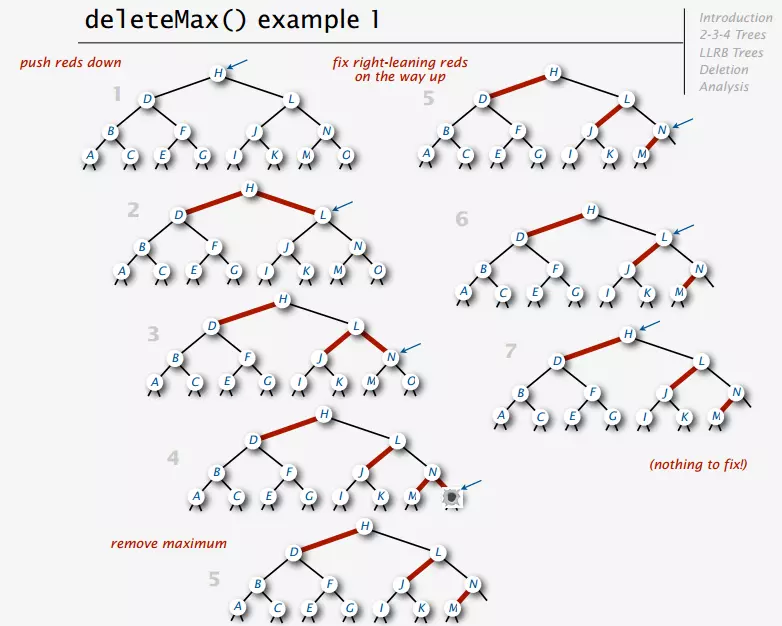 deleteMax() example 1
Introduction
2-3-4 Trees
LLRB Trees
Deletion
Analysis
push reds down
1
H
D L
B F J N
A C E G I K M O
2
H
D L
B F J N
A C E G I K M O
3
H
D L
B F J N
A C E G I K M O
4
H
D L
B F J N
A C E G I K M
remove maximum
5
H
D L
B F J N
A C E G I K M
fix right-leaning reds
on the way up
5
H
D L
B F J N
A C E G I K M
6
H
D L
B F J N
A C E G I K M
7
H
D L
B F J N
A C E G I K M
(nothing to fix!)